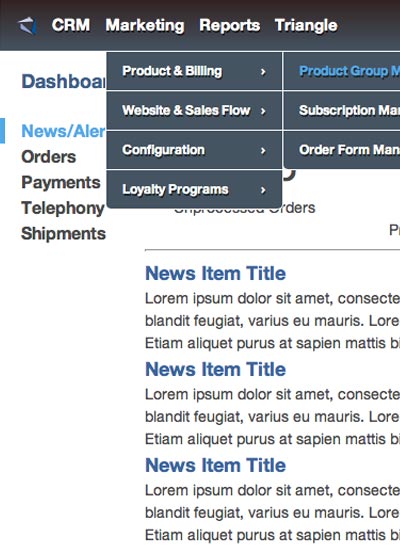 CRM Marketing Reports Triangle
Product & Billing ›
Product Group M
Website & Sales Flow ›
Subscription Ma
Configuration ›
Order Form Man
Loyalty Programs ›
Dashboa
News/Aler
Orders
Payments
Telephony
Shipments
Unprocessed Orders
P
News Item Title
Lorem ipsum dolor sit amet, consecte
blandit feugiat, varius eu mauris. Lore
Etiam aliquet purus at sapien mattis bi
News Item Title
Lorem ipsum dolor sit amet, consecte
blandit feugiat, varius eu mauris. Lore
Etiam aliquet purus at sapien mattis bi
News Item Title
Lorem ipsum dolor sit amet, consecte
blandit feugiat, varius eu mauris. Lore
Etiam aliquet purus at sapien mattis bi